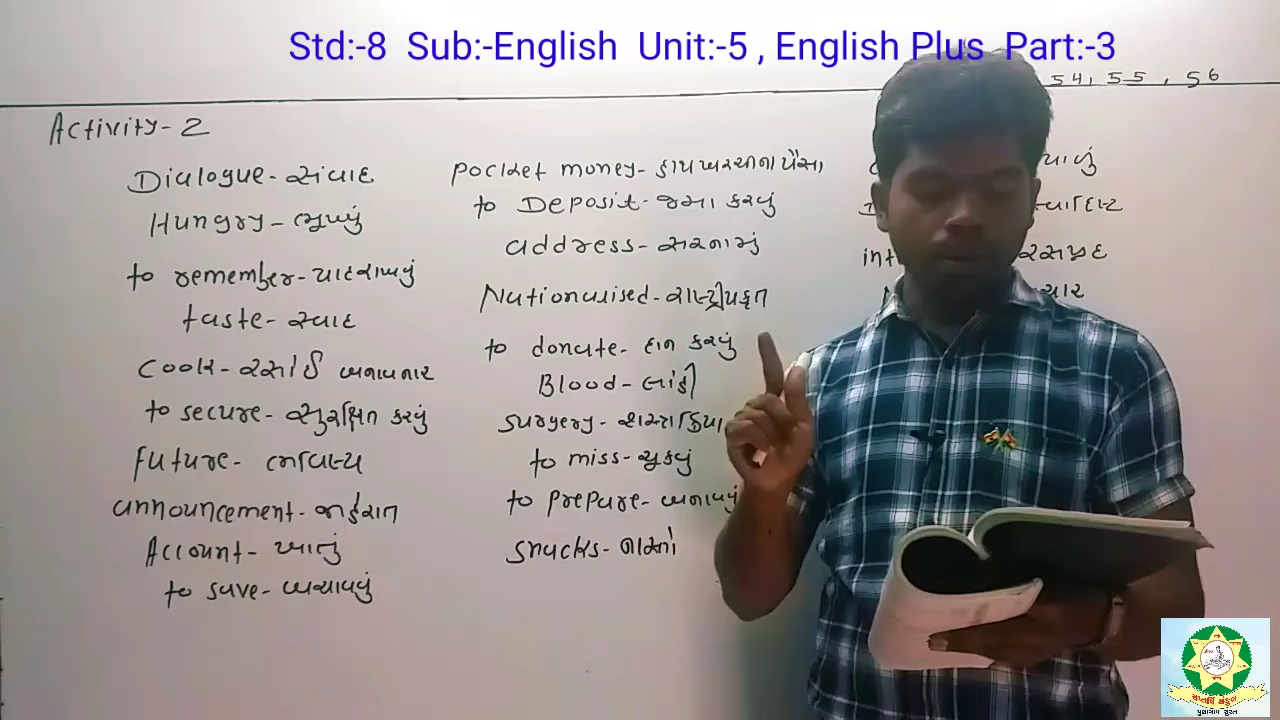 Std:-8 Sub:-English Unit:-5 , English Plus Part:-3
54, 55, 56
Activity-2
Dialogue-સંવાદ
Hungry-ભૂખ્યું
to remember-યાદ રાખવું
taste-સ્વાદ
Cook-રસોઈ બનાવનાર
to secure-સુરક્ષિત કરવું
future-ભવિષ્ય
announcement-જાહેરાત
Account-ખાતું
to save-બચાવવું
pocket money-હાથ ખરચીના પૈસા
to Deposit-જમા કરવું
address-સરનામું
Nationalised-રાષ્ટ્રીયકૃત
to donate-દાન કરવું
Blood-લોહી
surgery-શસ્ત્રક્રિયા
to miss-ચૂકવું
to prepare-બનાવવું
snacks-નાસ્તો
int